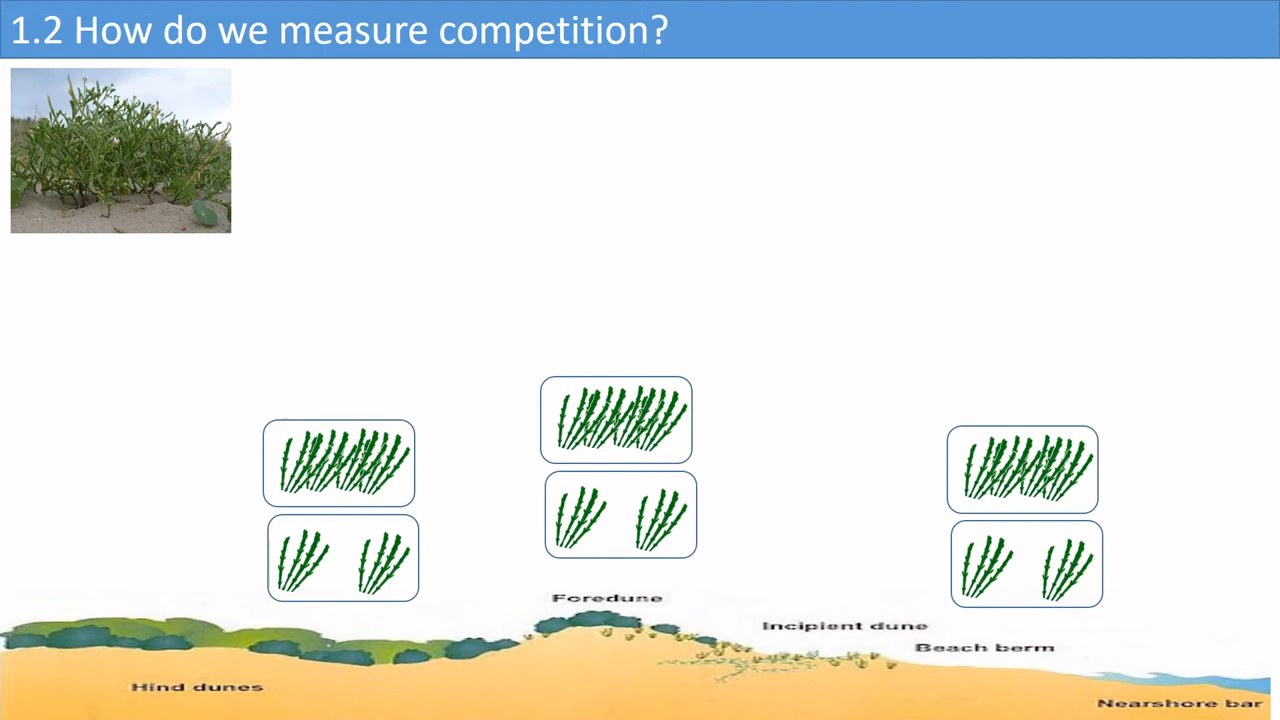 1.2 How do we measure competition?
Foredune
Incipient dune
Beach berm
Hind dunes
Nearshore bar